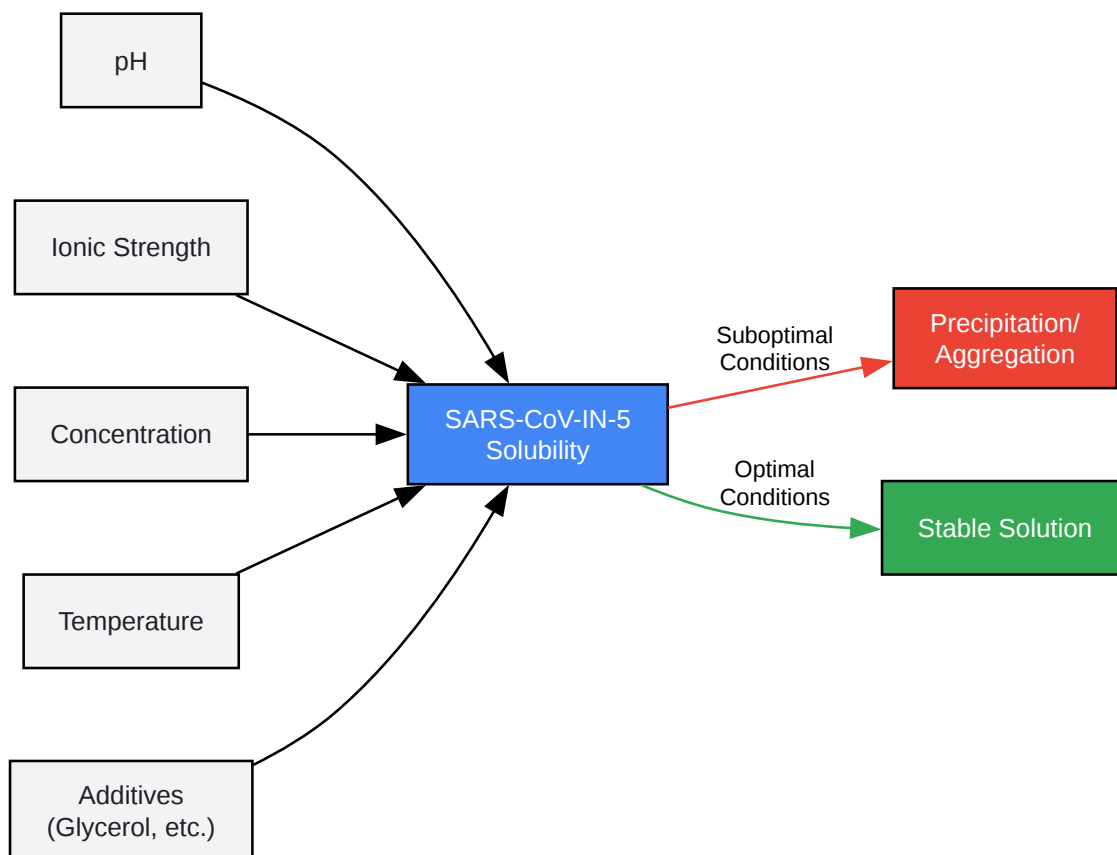 pH
Ionic Strength
Concentration
Temperature
Additives
(Glycerol, etc.)
SARS-CoV-IN-5
Solubility
Suboptimal
Conditions
Optimal
Conditions
Precipitation/
Aggregation
Stable Solution